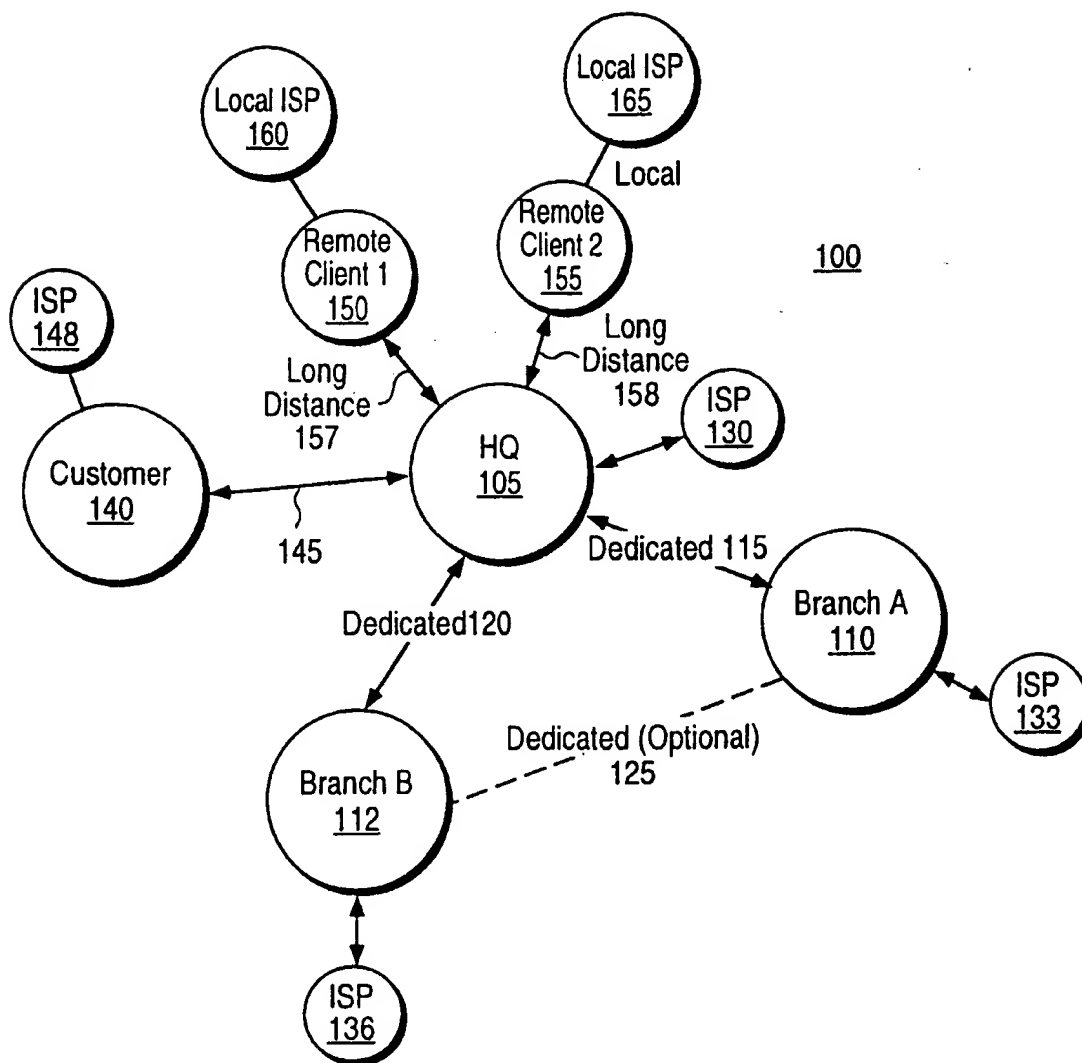 Local ISP
160
Local ISP
165
Local
Remote
Client 1
150
Remote
Client 2
155
100
ISP
148
Long
Distance
157
Long
Distance
158
ISP
130
Customer
140
HQ
105
145
Dedicated 115
Dedicated120
Branch A
110
ISP
133
Dedicated (Optional)
125
Branch B
112
ISP
136